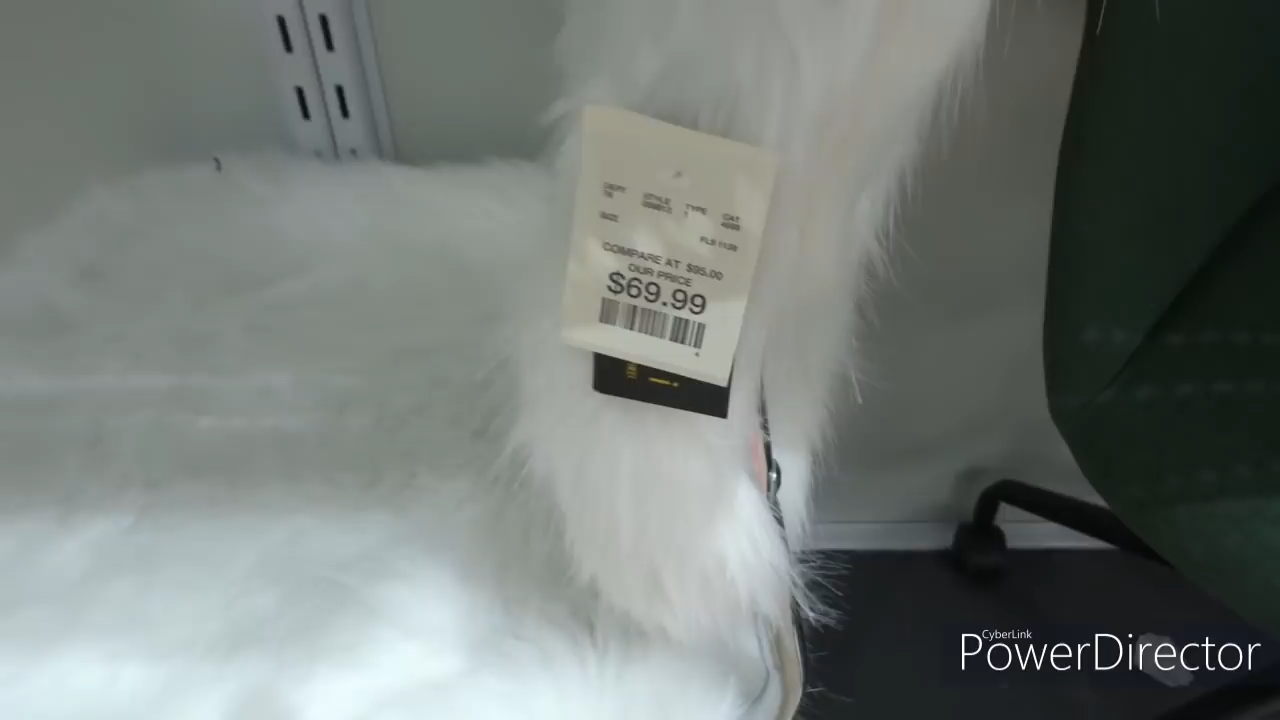 DEPT STYLE TYPE CAT
SIZE
COMPARE AT $95.00
OUR PRICE
$69.99
CyberLink
PowerDirector